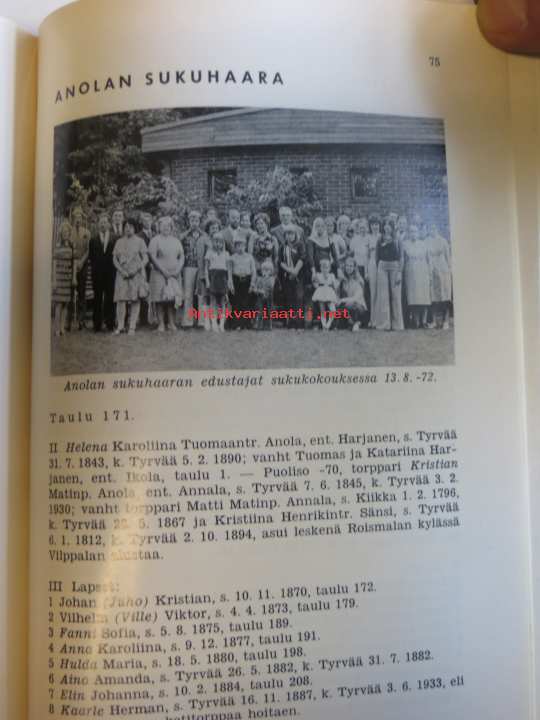 75
ANOLAN SUKUHAARA
Antikvariaatti.net
Anolan sukuhaaran edustajat sukukokouksessa 13. 8. -72.
Taulu 171.
II Helena Karoliina Tuomaantr. Anola, ent. Harjanen, s. Tyrvää
31. 7. 1843, k. Tyrvää 5. 2. 1890; vanht Tuomas ja Katariina Har-
janen, ent. Ikola, taulu 1. — Puoliso -70, torppari Kristian
Matinp. Anola, ent. Annala, s. Tyrvää 7. 6. 1845, k. Tyrvää 3. 2.
1930; vanht torppari Matti Matinp. Annala, s. Kiikka 1. 2. 1796,
k. Tyrvää 5. 1867 ja Kristiina Henrikintr. Sänsi, s. Tyrvää
6. 1. 1812, k. Tyrvää 2. 10. 1894, asui leskenä Roismalan kylässä
Vilppalan alustaa.
III Lapset:
1 Johan (Juho) Kristian, s. 10. 11. 1870, taulu 172.
2 Vilhelm (Ville) Viktor, s. 4. 4. 1873, taulu 179.
3 Fanni Sofia, s. 5. 8. 1875, taulu 189.
4 Anna Karoliina, s. 9. 12. 1877, taulu 191.
5 Hulda Maria, s. 18. 5. 1880, taulu 198.
6 Aino Amanda, s. Tyrvää 26. 5. 1882, k. Tyrvää 31. 7. 1882.
7 Elin Johanna, s. 10. 2. 1884, taulu 208.
8 Kaarle Herman, s. Tyrvää 16. 11. 1887, k. Tyrvää 3. 6. 1933, eli
hoitaen.